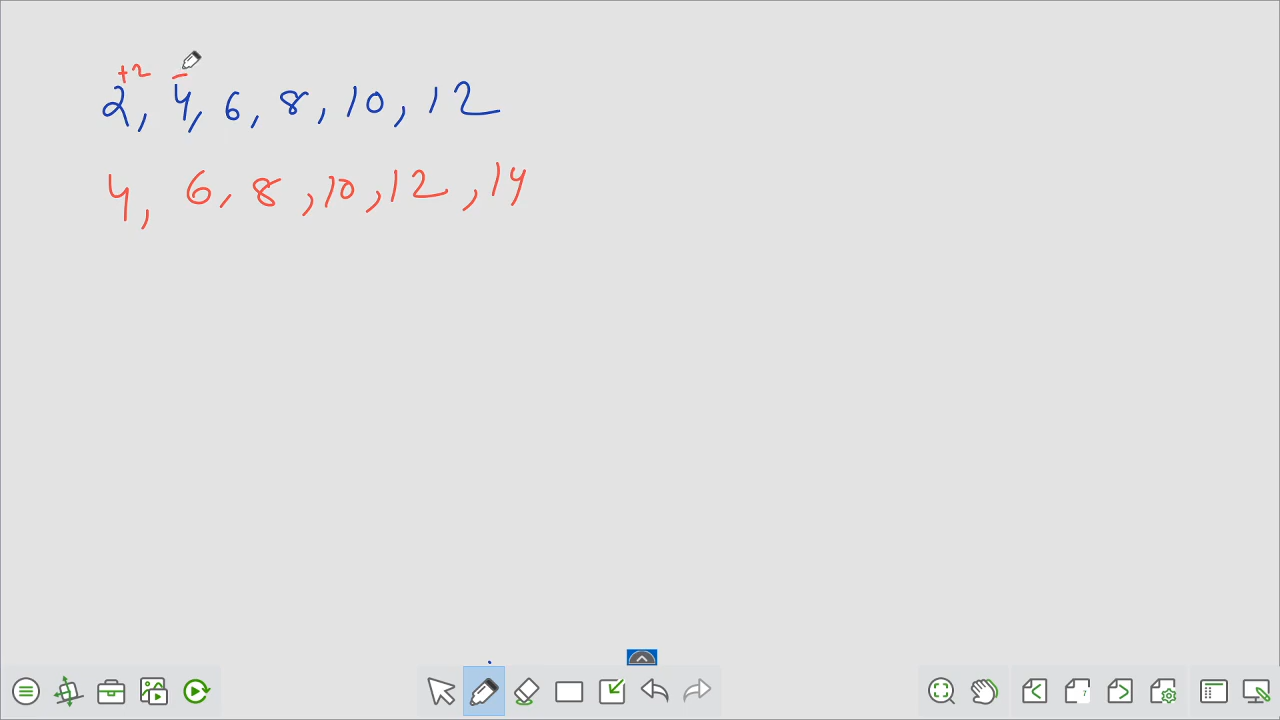 +2 -
2, 4, 6, 8, 10, 12
4, 6, 8, 10, 12, 14